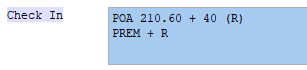 Check In
POA 210.60 + 40 (R)
PREM + R